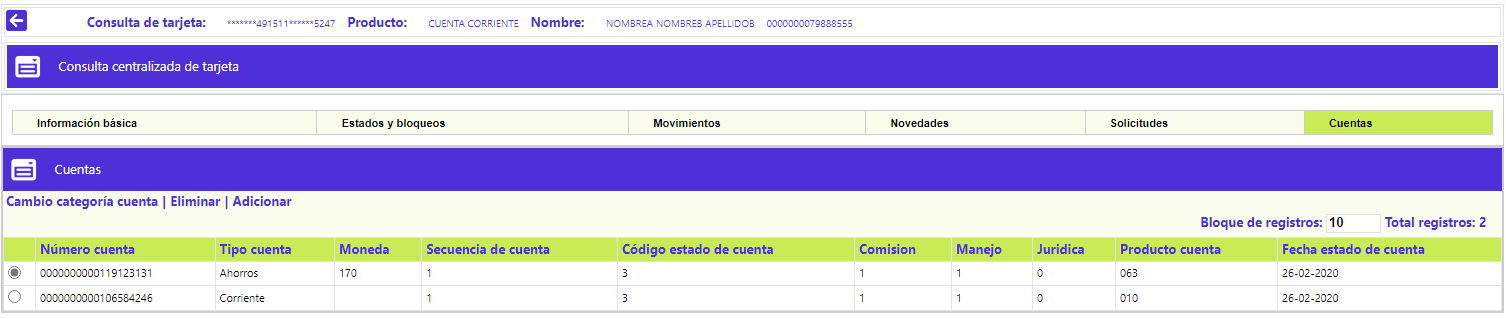 Consulta de tarjeta: *******491511******5247 Producto: CUENTA CORRIENTE Nombre: NOMBREA NOMBREB APELLIDOB 0000000079888555
Consulta centralizada de tarjeta
Información básica Estados y bloqueos Movimientos Novedades Solicitudes Cuentas
Cuentas
Cambio categoría cuenta | Eliminar | Adicionar
Bloque de registros: 10 Total registros: 2
Número cuenta Tipo cuenta Moneda Secuencia de cuenta Código estado de cuenta Comision Manejo Juridica Producto cuenta Fecha estado de cuenta
0000000000119123131 Ahorros 170 1 3 1 1 0 063 26-02-2020
0000000000106584246 Corriente 1 3 1 1 0 010 26-02-2020